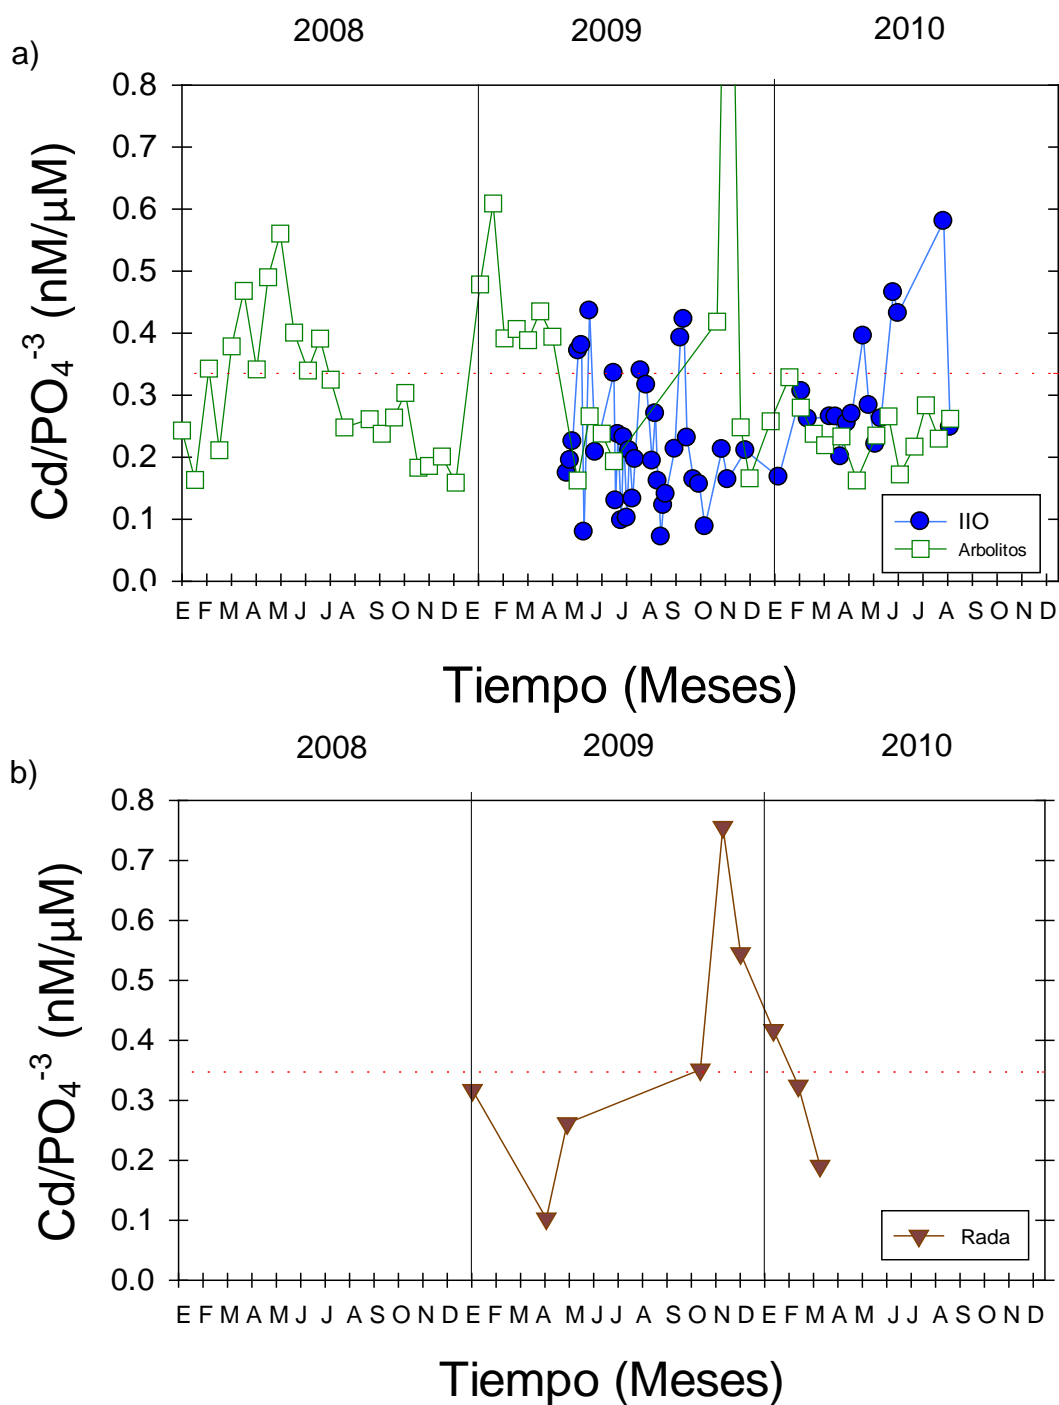 2008 2009 2010
a)
0.8
0.7
0.6
0.5
0.4
0.3
0.2
0.1
0.0
Cd/PO4-3 (nM/µM)
IIO
Arbolitos
E F M A M J J A S O N D E F M A M J J A S O N D E F M A M J J A S O N D
Tiempo (Meses)
2008 2009 2010
b)
0.8
0.7
0.6
0.5
0.4
0.3
0.2
0.1
0.0
Cd/PO4-3 (nM/µM)
Rada
E F M A M J J A S O N D E F M A M J J A S O N D E F M A M J J A S O N D
Tiempo (Meses)